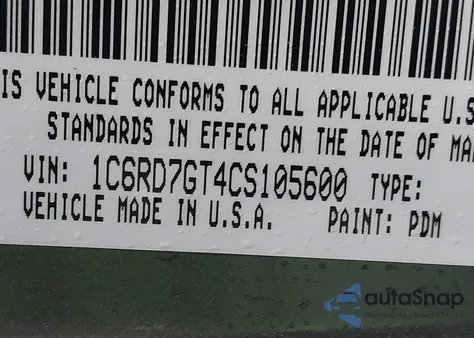 IS VEHICLE CONFORMS TO ALL APPLICABLE U.S
STANDARDS IN EFFECT ON THE DATE OF MA
VIN: 1C6RD7GT4CS105600 TYPE:
VEHICLE MADE IN U.S.A. PAINT: PDM
autoSnap